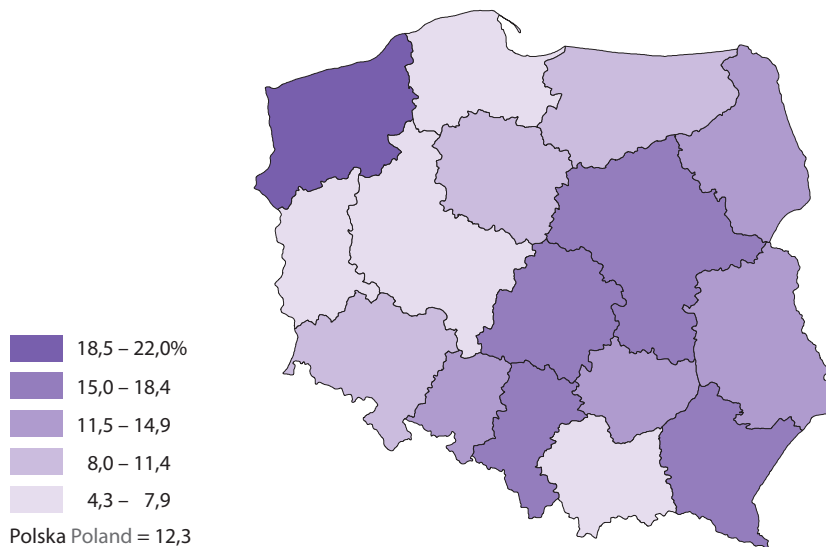 18,5 – 22,0%
15,0 – 18,4
11,5 – 14,9
8,0 – 11,4
4,3 – 7,9
Polska Poland = 12,3